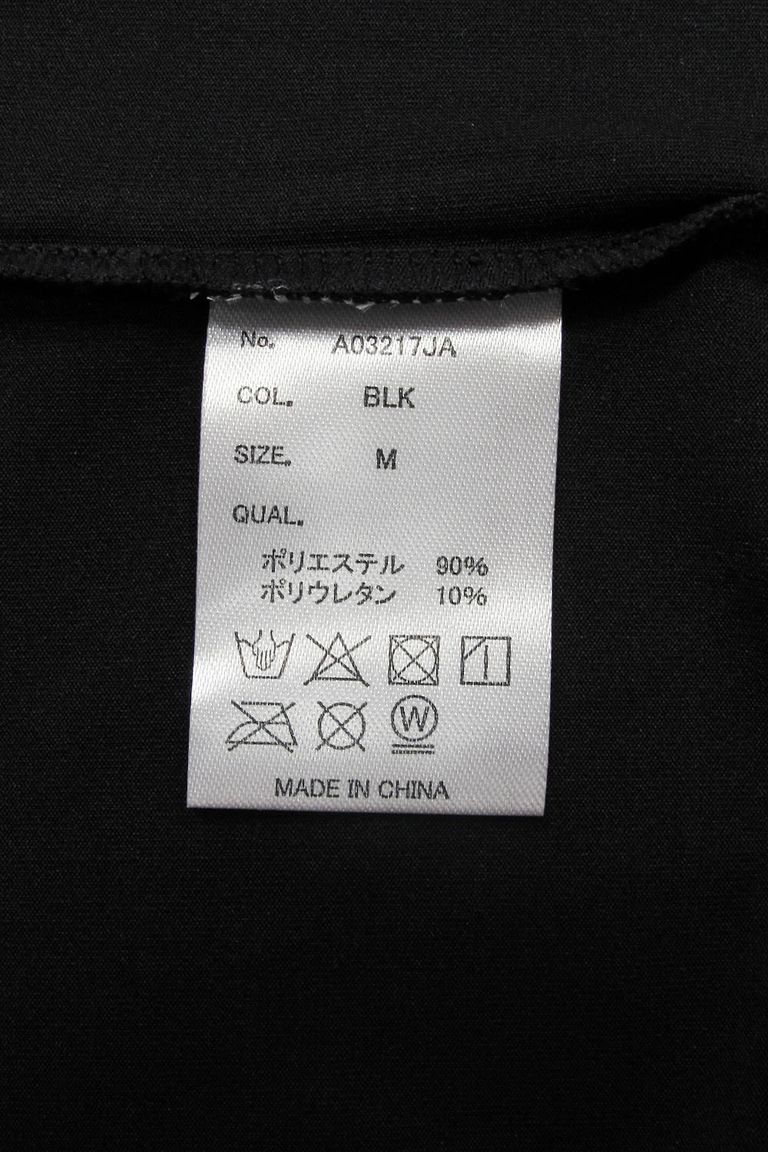 No. A03217JA
COL. BLK
SIZE. M
QUAL.
ポリエステル 90%
ポリウレタン 10%
W
MADE IN CHINA